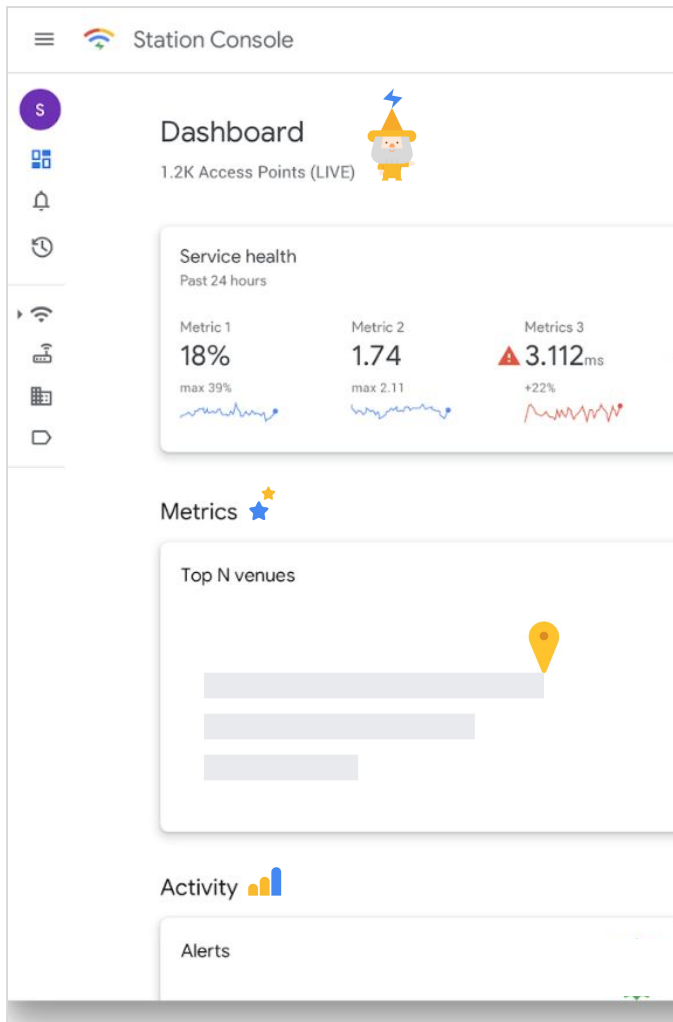 Station Console
S
Dashboard
1.2K Access Points (LIVE)
Service health
Past 24 hours
Metric 1
Metric 2
Metrics 3
18%
1.74
3.112ms
max 39%
max 2.11
+22%
Metrics
Top N venues
Activity
Alerts